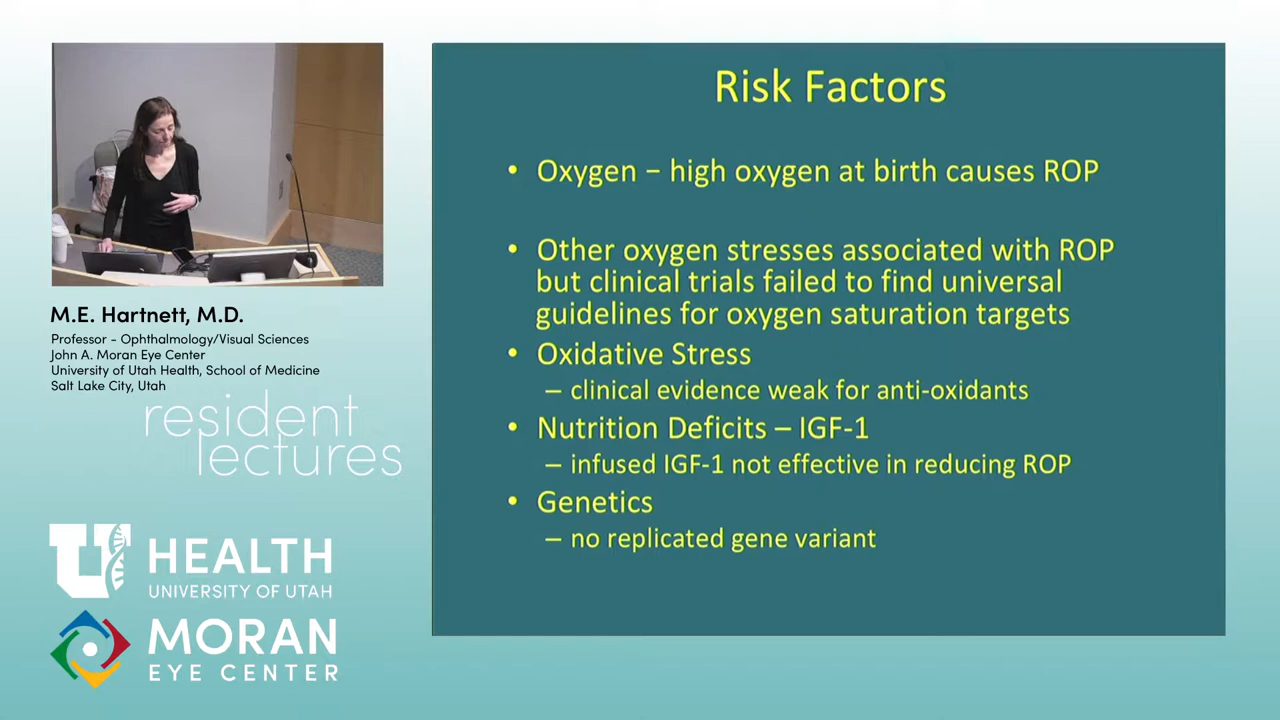 M.E. Hartnett, M.D.
Professor - Ophthalmology/Visual Sciences
John A. Moran Eye Center
University of Utah Health, School of Medicine
Salt Lake City, Utah
resident
lectures
U HEALTH
UNIVERSITY OF UTAH
MORAN
EYE CENTER
Risk Factors
• Oxygen – high oxygen at birth causes ROP
• Other oxygen stresses associated with ROP
but clinical trials failed to find universal
guidelines for oxygen saturation targets
• Oxidative Stress
– clinical evidence weak for anti-oxidants
• Nutrition Deficits – IGF-1
– infused IGF-1 not effective in reducing ROP
• Genetics
– no replicated gene variant